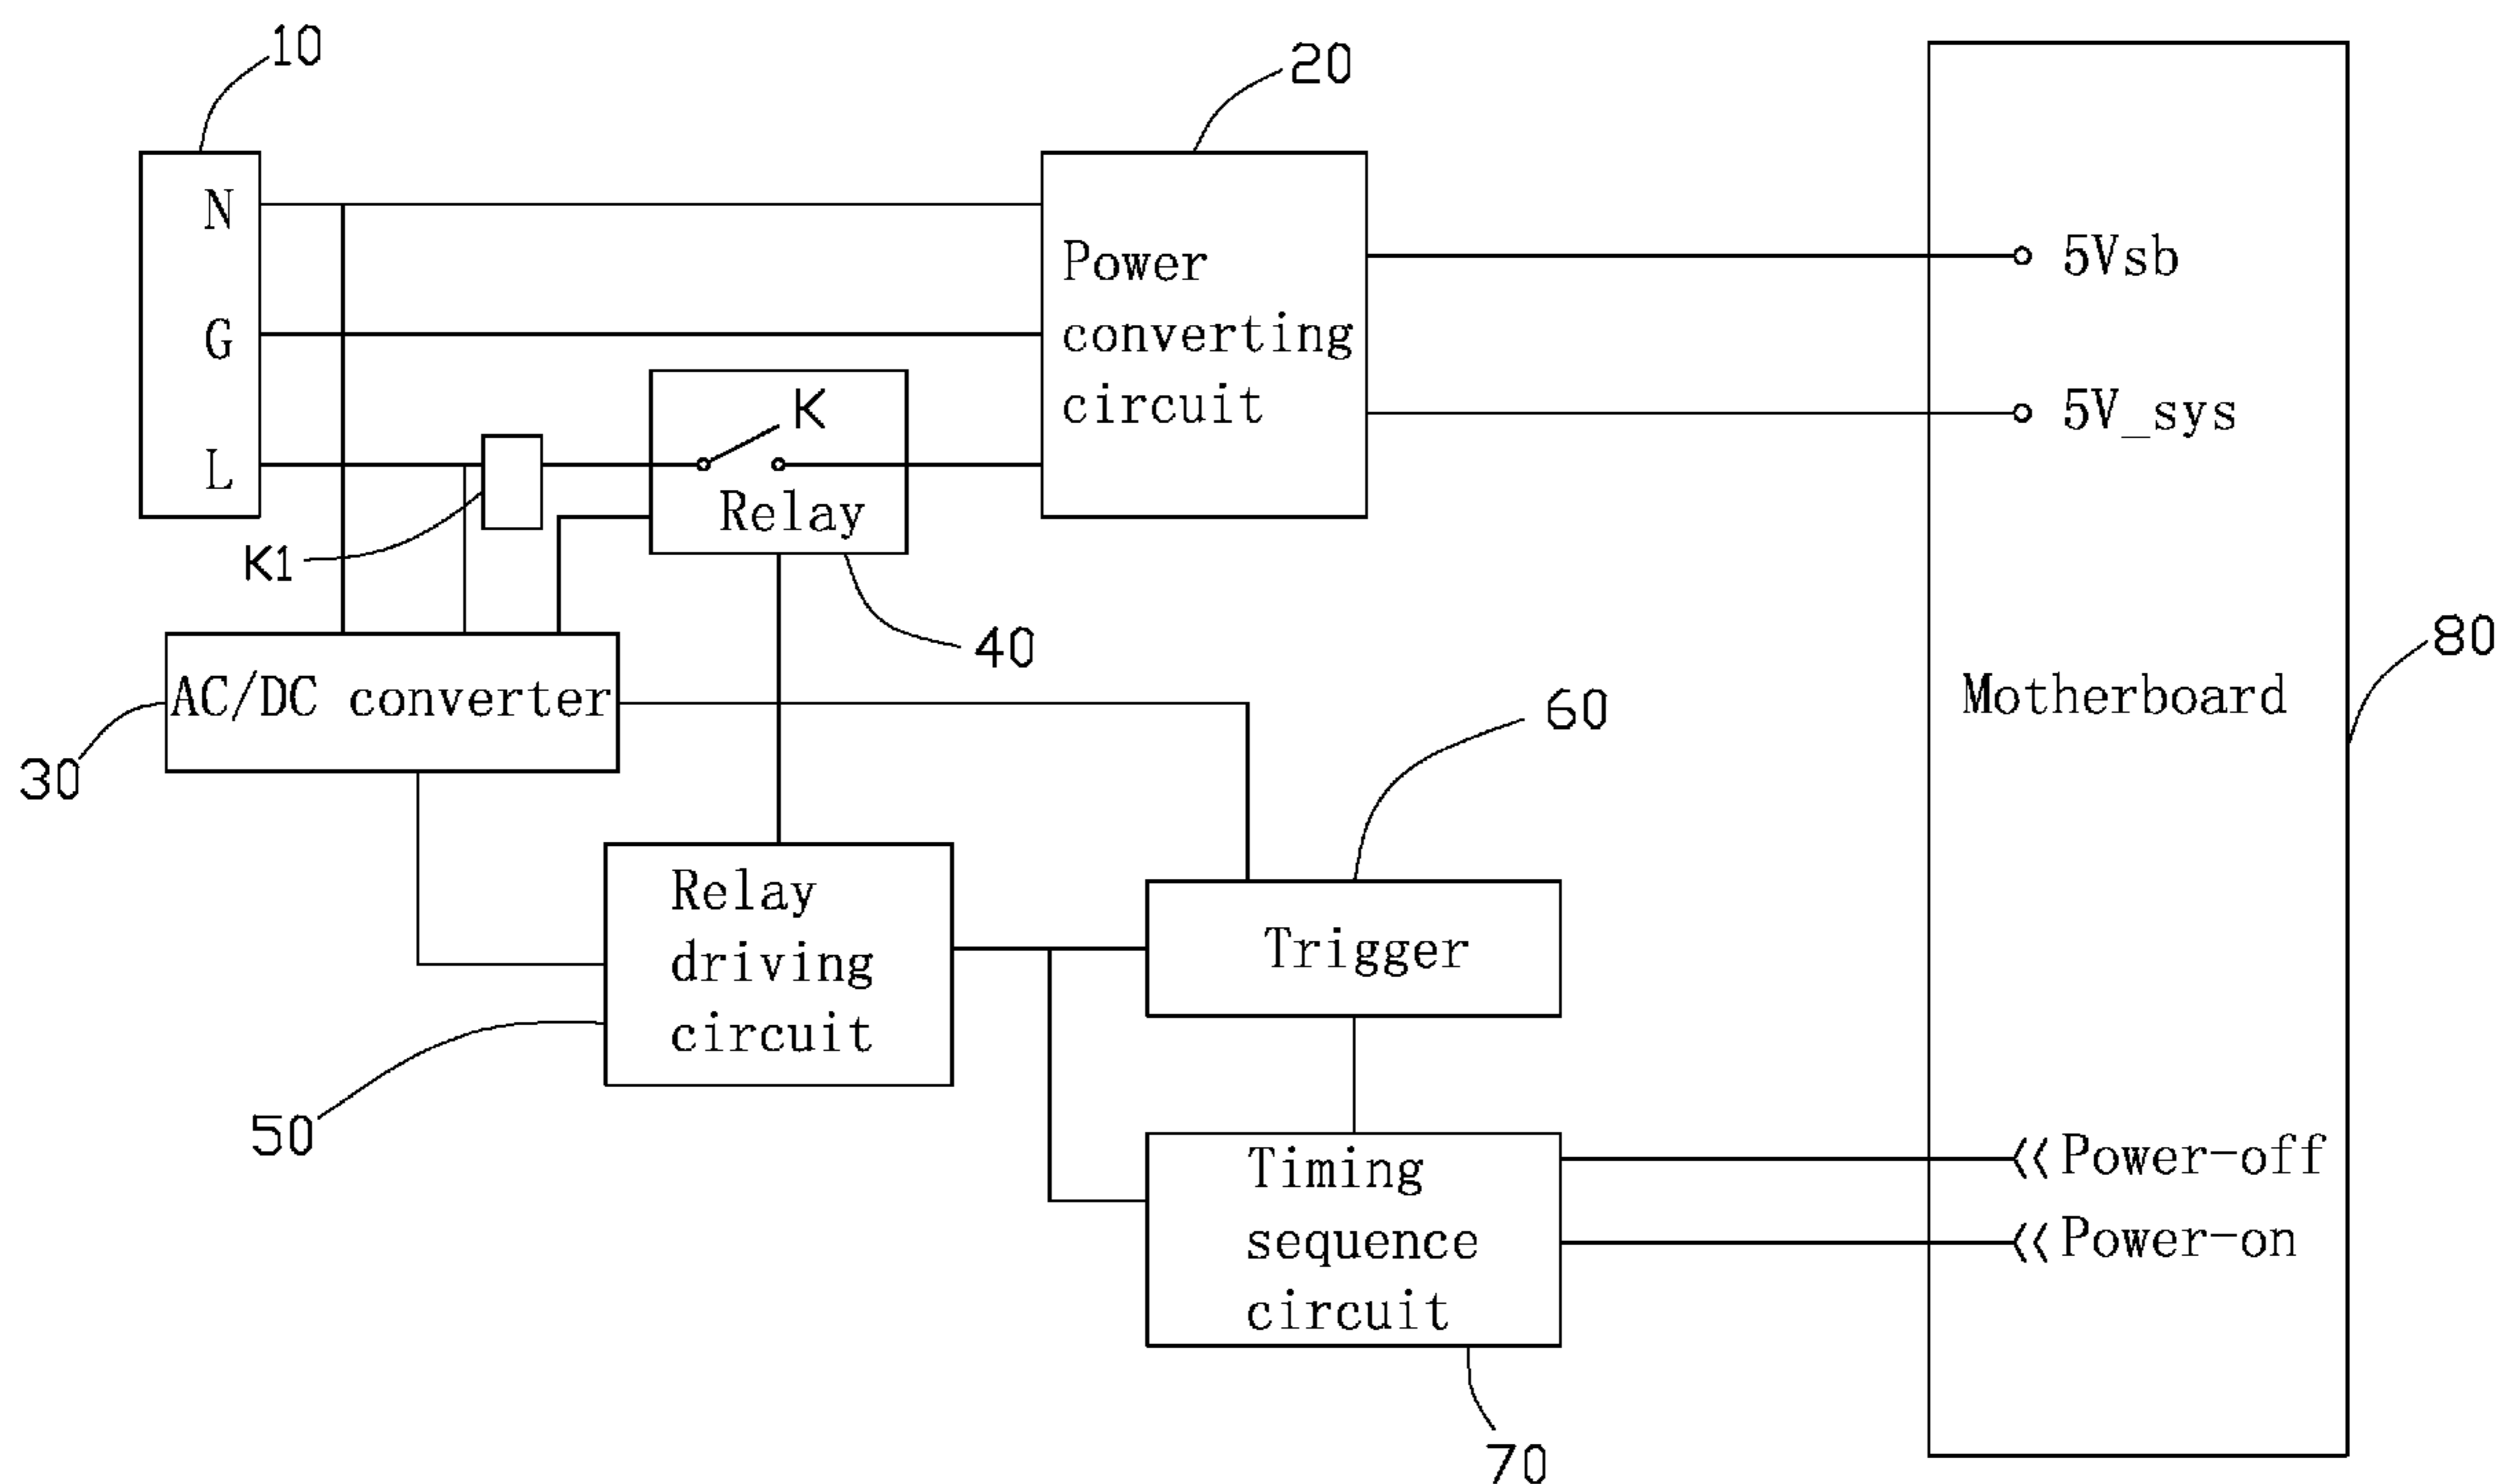 10
20
N
G
L
Power
converting
circuit
5Vsb
5V_sys
K
Relay
K1
40
80
AC/DC converter
30
Motherboard
60
Relay
driving
circuit
50
Trigger
Timing
sequence
circuit
Power-off
Power-on
70